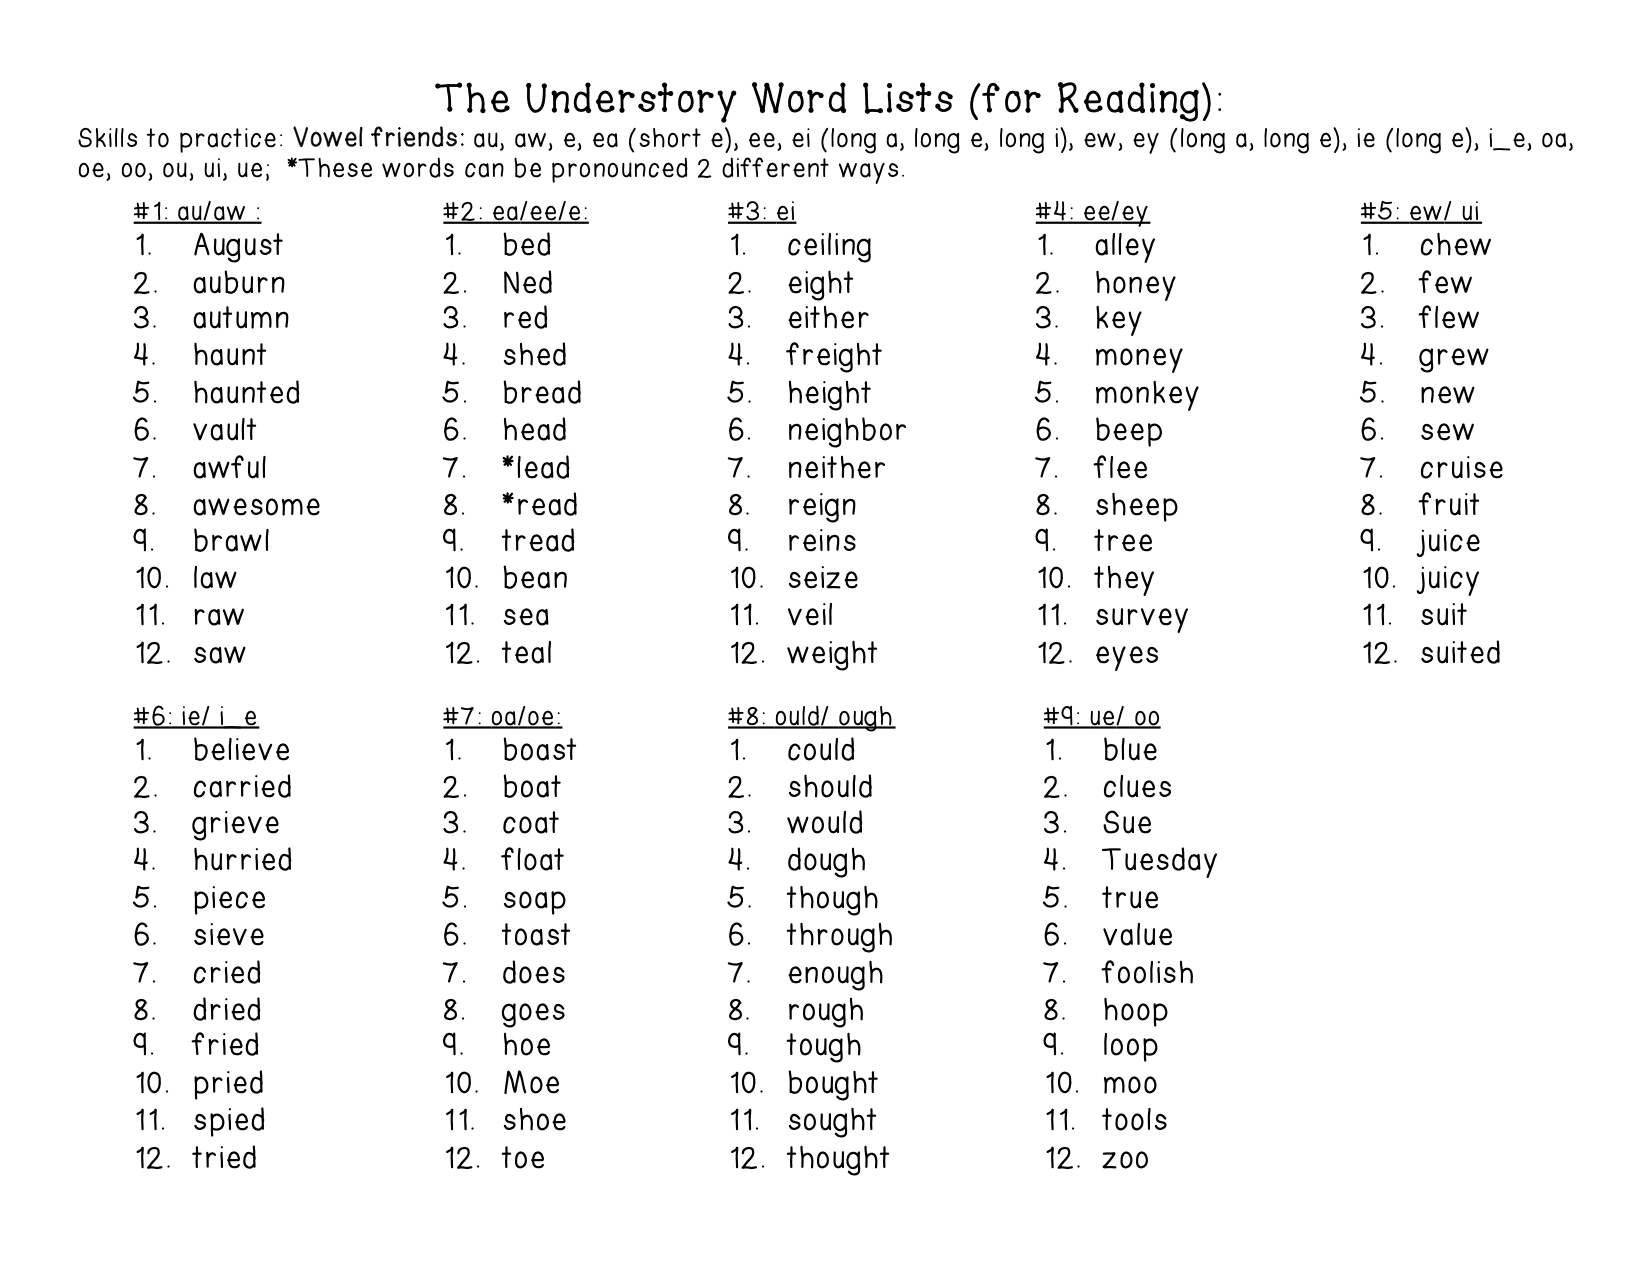 The Understory Word Lists (for Reading):
Skills to practice: Vowel friends: au, aw, e, ea (short e), ee, ei (long a, long e, long i), ew, ey (long a, long e), ie (long e), i_e, oa,
oe, oo, ou, ui, ue; *These words can be pronounced 2 different ways.
#1: au/aw :
1. August
2. auburn
3. autumn
4. haunt
5. haunted
6. vault
7. awful
8. awesome
9. brawl
10. law
11. raw
12. saw
#2: ea/ee/e:
1. bed
2. Ned
3. red
4. shed
5. bread
6. head
7. *lead
8. *read
9. tread
10. bean
11. sea
12. teal
#3: ei
1. ceiling
2. eight
3. either
4. freight
5. height
6. neighbor
7. neither
8. reign
9. reins
10. seize
11. veil
12. weight
#4: ee/ey
1. alley
2. honey
3. key
4. money
5. monkey
6. beep
7. flee
8. sheep
9. tree
10. they
11. survey
12. eyes
#5: ew/ ui
1. chew
2. few
3. flew
4. grew
5. new
6. sew
7. cruise
8. fruit
9. juice
10. juicy
11. suit
12. suited
#6: ie/ i_e
1. believe
2. carried
3. grieve
4. hurried
5. piece
6. sieve
7. cried
8. dried
9. fried
10. pried
11. spied
12. tried
#7: oa/oe:
1. boast
2. boat
3. coat
4. float
5. soap
6. toast
7. does
8. goes
9. hoe
10. Moe
11. shoe
12. toe
#8: ould/ ough
1. could
2. should
3. would
4. dough
5. though
6. through
7. enough
8. rough
9. tough
10. bought
11. sought
12. thought
#9: ue/ oo
1. blue
2. clues
3. Sue
4. Tuesday
5. true
6. value
7. foolish
8. hoop
9. loop
10. moo
11. tools
12. zoo